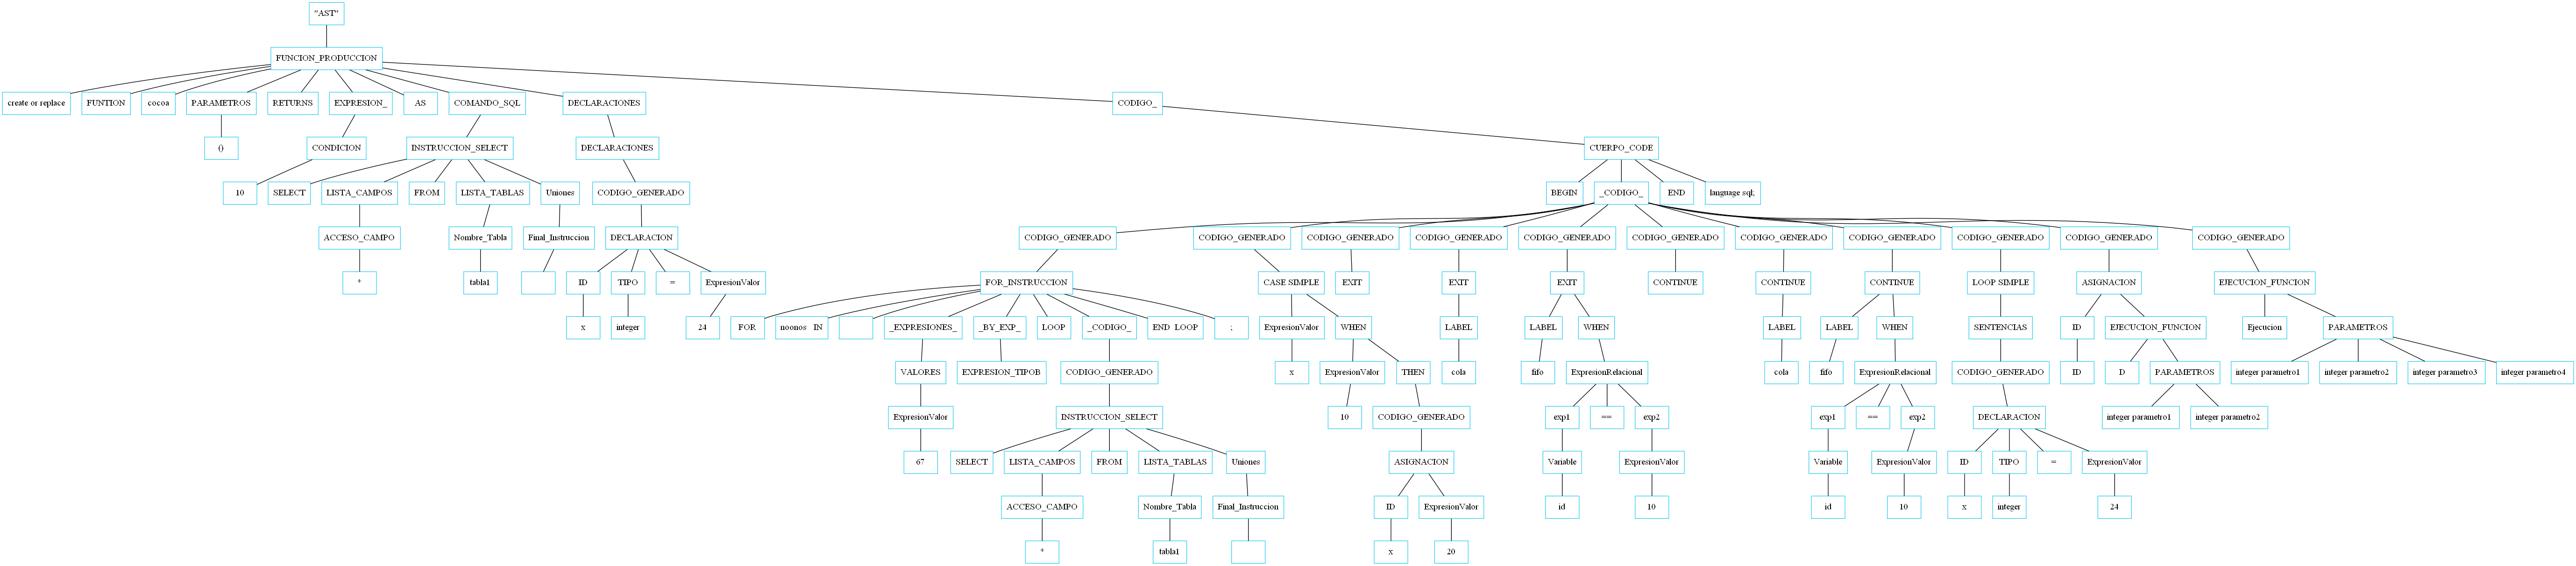 "AST"
FUNCION_PRODUCCION
create or replace
FUNTION
cocoa
PARAMETROS
RETURNS
EXPRESION_
AS
COMANDO_SQL
DECLARACIONES
CODIGO_
()
CONDICION
INSTRUCCION_SELECT
DECLARACIONES
CUERPO_CODE
10
SELECT
LISTA_CAMPOS
FROM
LISTA_TABLAS
Uniones
CODIGO_GENERADO
BEGIN
_CODIGO_
END
language sql;
ACCESO_CAMPO
Nombre_Tabla
Final_Instruccion
DECLARACION
CODIGO_GENERADO
CODIGO_GENERADO
CODIGO_GENERADO
CODIGO_GENERADO
CODIGO_GENERADO
CODIGO_GENERADO
CODIGO_GENERADO
CODIGO_GENERADO
CODIGO_GENERADO
CODIGO_GENERADO
CODIGO_GENERADO
*
tabla1
ID
TIPO
=
ExpresionValor
FOR_INSTRUCCION
CASE SIMPLE
EXIT
EXIT
EXIT
CONTINUE
CONTINUE
CONTINUE
LOOP SIMPLE
ASIGNACION
EJECUCION_FUNCION
x
integer
24
FOR
noonos IN
_EXPRESIONES_
_BY_EXP_
LOOP
_CODIGO_
END LOOP
;
ExpresionValor
WHEN
LABEL
LABEL
WHEN
LABEL
LABEL
WHEN
SENTENCIAS
ID
EJECUCION_FUNCION
Ejecucion
PARAMETROS
VALORES
EXPRESION_TIPOB
CODIGO_GENERADO
x
ExpresionValor
THEN
cola
fifo
ExpresionRelacional
cola
fifo
ExpresionRelacional
CODIGO_GENERADO
ID
D
PARAMETROS
integer parametro1
integer parametro2
integer parametro3
integer parametro4
ExpresionValor
INSTRUCCION_SELECT
10
CODIGO_GENERADO
exp1
==
exp2
exp1
==
exp2
DECLARACION
integer parametro1
integer parametro2
67
SELECT
LISTA_CAMPOS
FROM
LISTA_TABLAS
Uniones
ASIGNACION
Variable
ExpresionValor
Variable
ExpresionValor
ID
TIPO
=
ExpresionValor
ACCESO_CAMPO
Nombre_Tabla
Final_Instruccion
ID
ExpresionValor
id
10
id
10
x
integer
24
*
tabla1
x
20